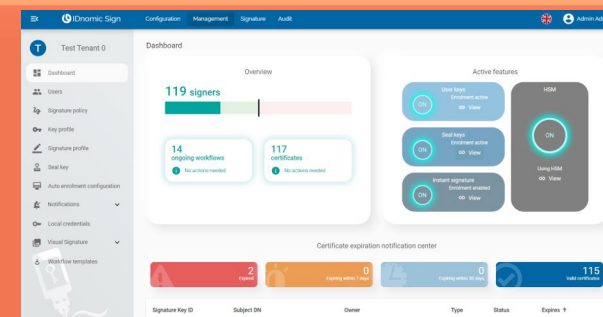 IDnomic Sign
Configuration Management Signature Audit
Admin Adm
T Test Tenant 0
Dashboard
Dashboard
Users
Signature policy
Key profile
Signature profile
Seal key
Auto enrolment configuration
Notifications
Local credentials
Visual Signature
Workflow templates
Overview
119 signers
14
ongoing workflows
No actions needed
117
certificates
No actions needed
Active features
User keys
Enrolment active
ON
View
Seal keys
Enrolment active
ON
View
Instant signature
Enrolment enabled
ON
View
HSM
ON
Using HSM
View
Certificate expiration notification center
2
Expired
0
Expiring within 7 days
0
Expiring within 30 days
115
Valid certificates
Signature Key ID Subject DN Owner Type Status Expires ↑